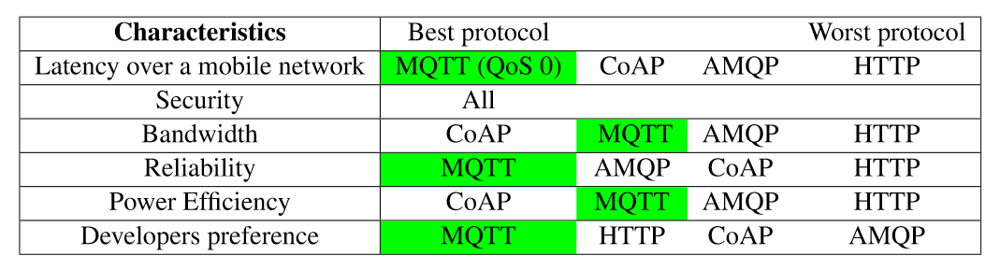 Characteristics Best protocol Worst protocol
Latency over a mobile network MQTT (QoS 0) CoAP AMQP HTTP
Security All
Bandwidth CoAP MQTT AMQP HTTP
Reliability MQTT AMQP CoAP HTTP
Power Efficiency CoAP MQTT AMQP HTTP
Developers preference MQTT HTTP CoAP AMQP